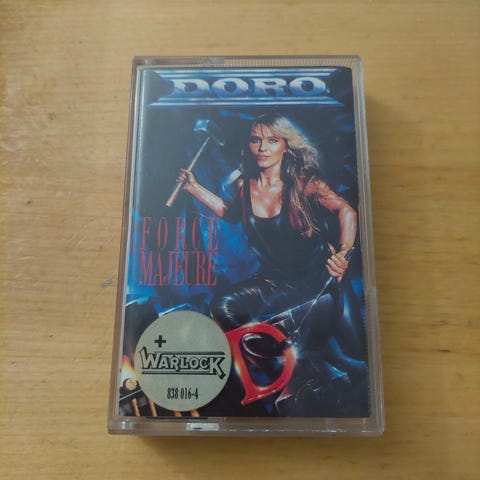 DORO
FORCE
MAJEURE
+
WARLOCK
838 016-4